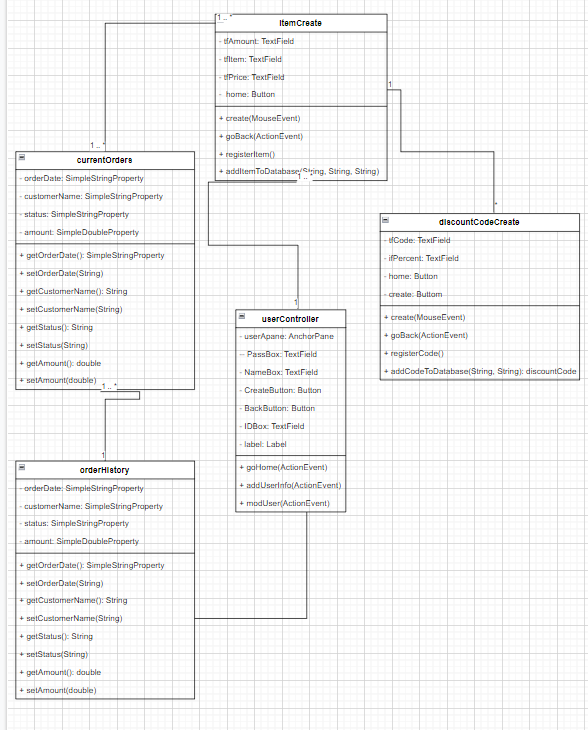 1 .. *
ItemCreate
- tfAmount: TextField
- tfItem: TextField
- tfPrice: TextField
- home: Button
+ create(MouseEvent)
+ goBack(ActionEvent)
+ registerItem()
+ addItemToDatabase(String, String, String)
1
1 .. *
1 .. *
currentOrders
- orderDate: SimpleStringProperty
- customerName: SimpleStringProperty
- status: SimpleStringProperty
- amount: SimpleDoubleProperty
+ getOrderDate(): SimpleStringProperty
+ setOrderDate(String)
+ getCustomerName(): String
+ setCustomerName(String)
+ getStatus(): String
+ setStatus(String)
+ getAmount(): double
+ setAmount(double)
1 .. *
*
discountCodeCreate
- tfCode: TextField
- ifPercent: TextField
- home: Button
- create: Buttom
+ create(MouseEvent)
+ goBack(ActionEvent)
+ registerCode()
+ addCodeToDatabase(String, String): discountCode
1
userController
- userApane: AnchorPane
-- PassBox: TextField
- NameBox: TextField
- CreateButton: Button
- BackButton: Button
- IDBox: TextField
- label: Label
+ goHome(ActionEvent)
+ addUserInfo(ActionEvent)
+ modUser(ActionEvent)
1
orderHistory
- orderDate: SimpleStringProperty
- customerName: SimpleStringProperty
- status: SimpleStringProperty
- amount: SimpleDoubleProperty
+ getOrderDate(): SimpleStringProperty
+ setOrderDate(String)
+ getCustomerName(): String
+ setCustomerName(String)
+ getStatus(): String
+ setStatus(String)
+ getAmount(): double
+ setAmount(double)